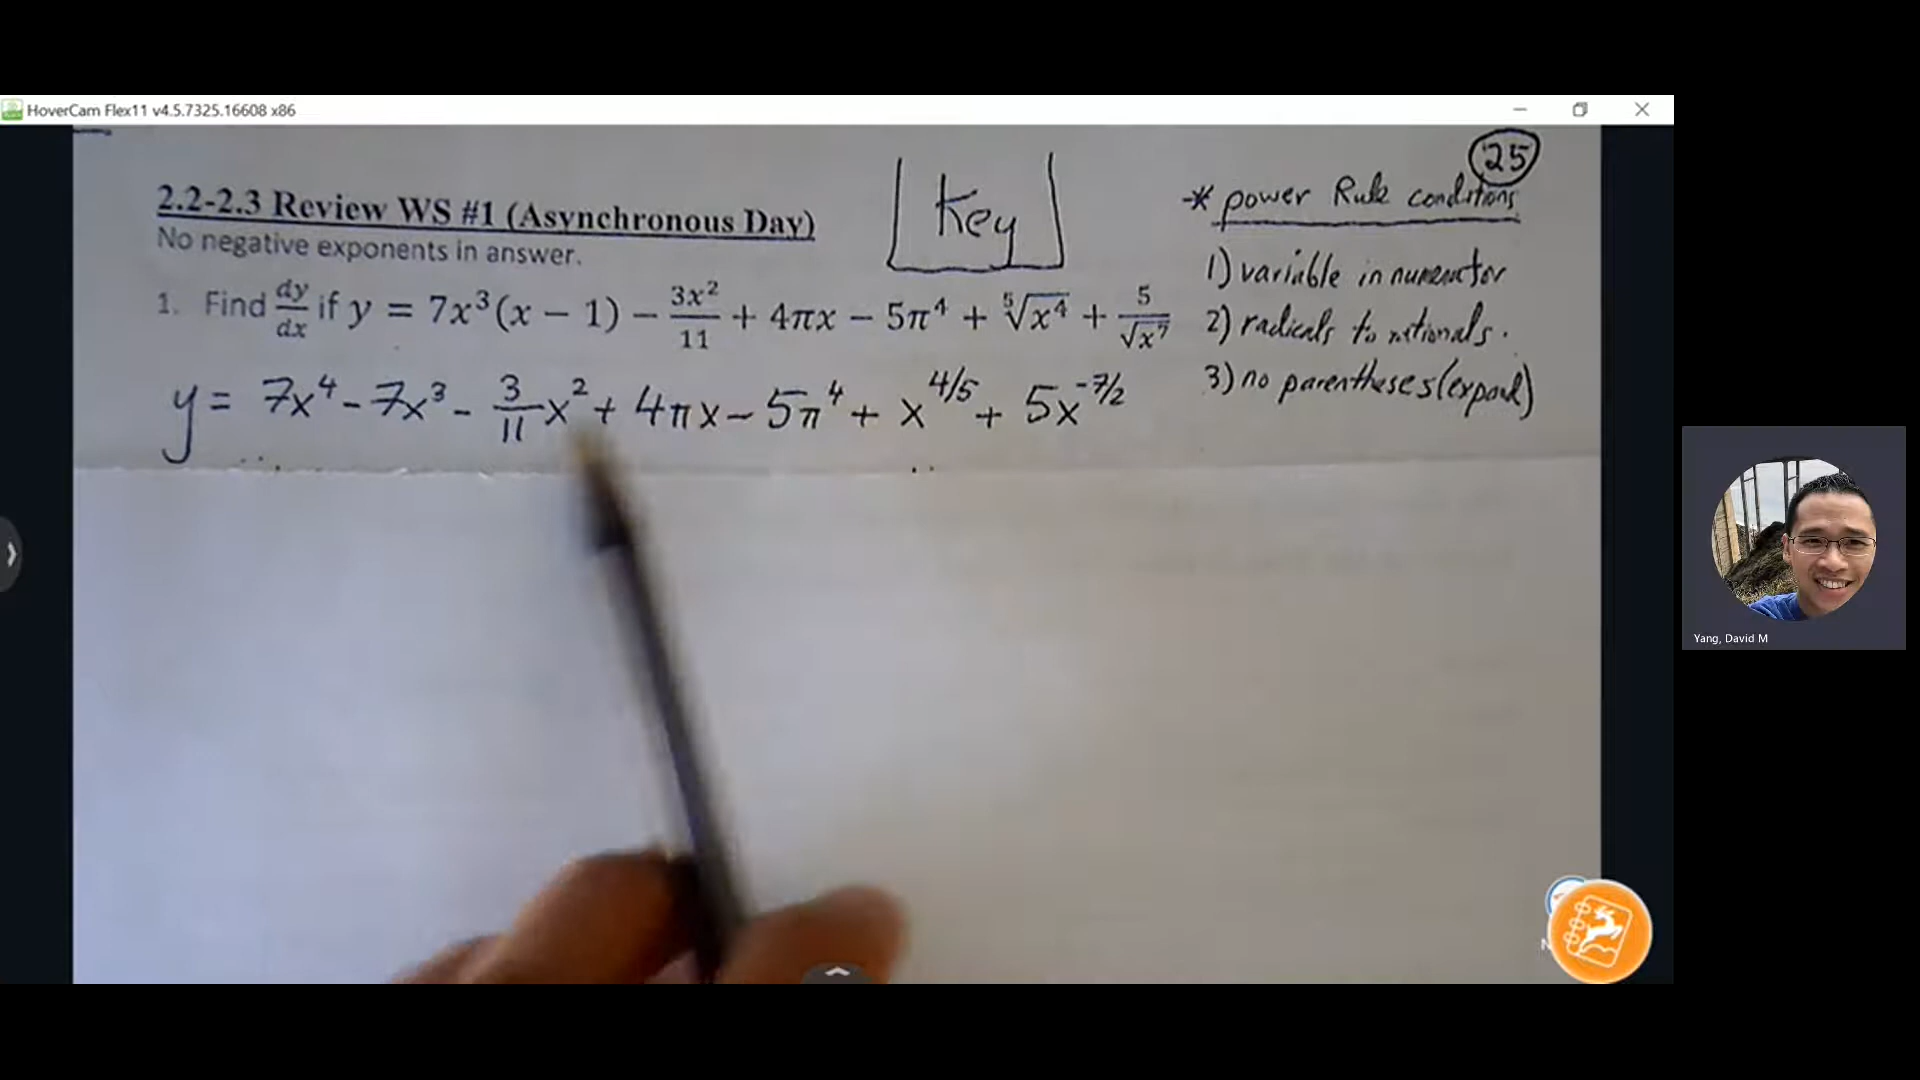 HoverCam Flex11 v4.5.7325.16608 x86
25
2.2-2.3 Review WS #1 (Asynchronous Day)
Key
* power Rule conditions
No negative exponents in answer.
1) variable in numerator
1. Find dy/dx if y = 7x³(x − 1) − 3x²/11 + 4πx − 5π⁴ + ⁵√x⁴ + 5/√x⁷
2) radicals to rationals.
y = 7x⁴ - 7x³ - 3/11 x² + 4πx - 5π⁴ + x^4/5 + 5x^-7/2
3) no parentheses (expand)
Yang, David M